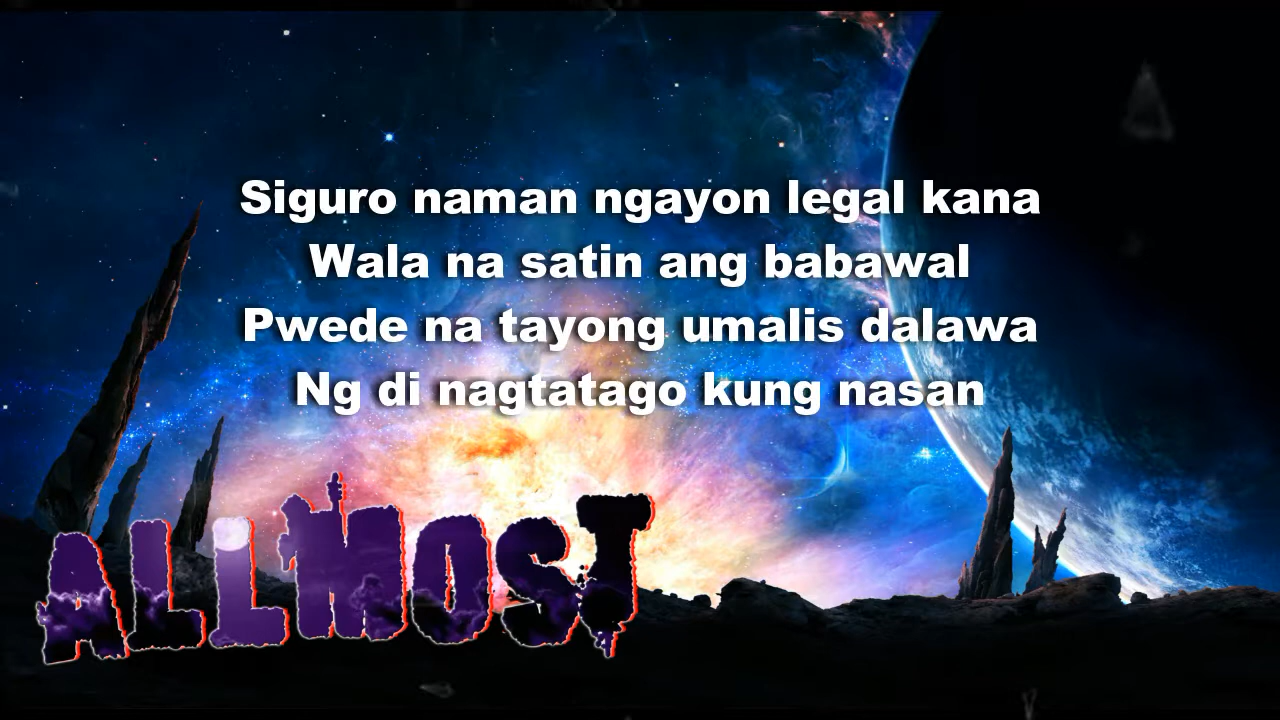 Siguro naman ngayon legal kana
Wala na satin ang babawal
Pwede na tayong umalis dalawa
Ng di nagtatago kung nasan
ALLMOST